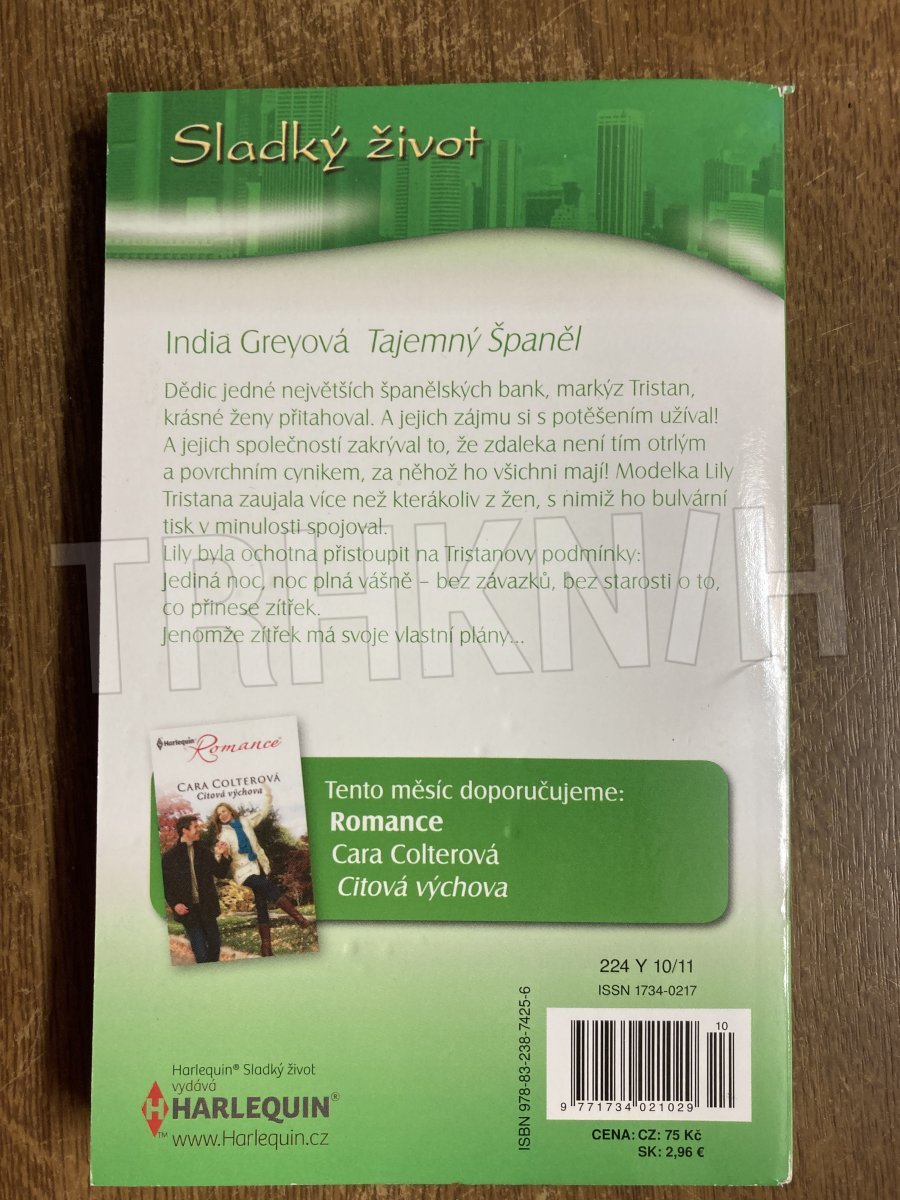 Sladký život
India Greyová Tajemný Španěl
Dědic jedné největších španělských bank, markýz Tristan,
krásné ženy přitahoval. A jejich zájmu si s potěšením užíval!
A jejich společností zakrýval to, že zdaleka není tím otrlým
a povrchním cynikem, za něhož ho všichni mají! Modelka Lily
Tristana zaujala více než kterákoliv z žen, s nimiž ho bulvární
tisk v minulosti spojoval.
Lily byla ochotna přistoupit na Tristanovy podmínky:
Jediná noc, noc plná vášně – bez závazků, bez starosti o to,
co přinese zítřek.
Jenomže zítřek má svoje vlastní plány...
TRHKNIH
Harlequin
Romance
CARA COLTEROVÁ
Citová výchova
Tento měsíc doporučujeme:
Romance
Cara Colterová
Citová výchova
224 Y 10/11
ISSN 1734-0217
ISBN 978-83-238-7425-6
10
9 771734 021029
CENA: CZ: 75 Kč
SK: 2,96 €
Harlequin® Sladký život
vydává
H HARLEQUIN®
™ www.Harlequin.cz